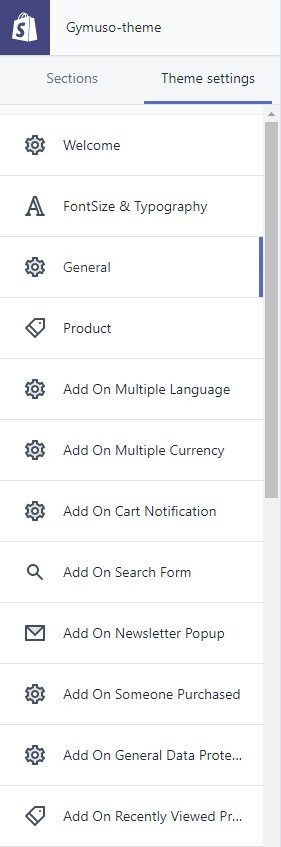 Gymuso-theme
Sections Theme settings
Welcome
FontSize & Typography
General
Product
Add On Multiple Language
Add On Multiple Currency
Add On Cart Notification
Add On Search Form
Add On Newsletter Popup
Add On Someone Purchased
Add On General Data Prote...
Add On Recently Viewed Pr...